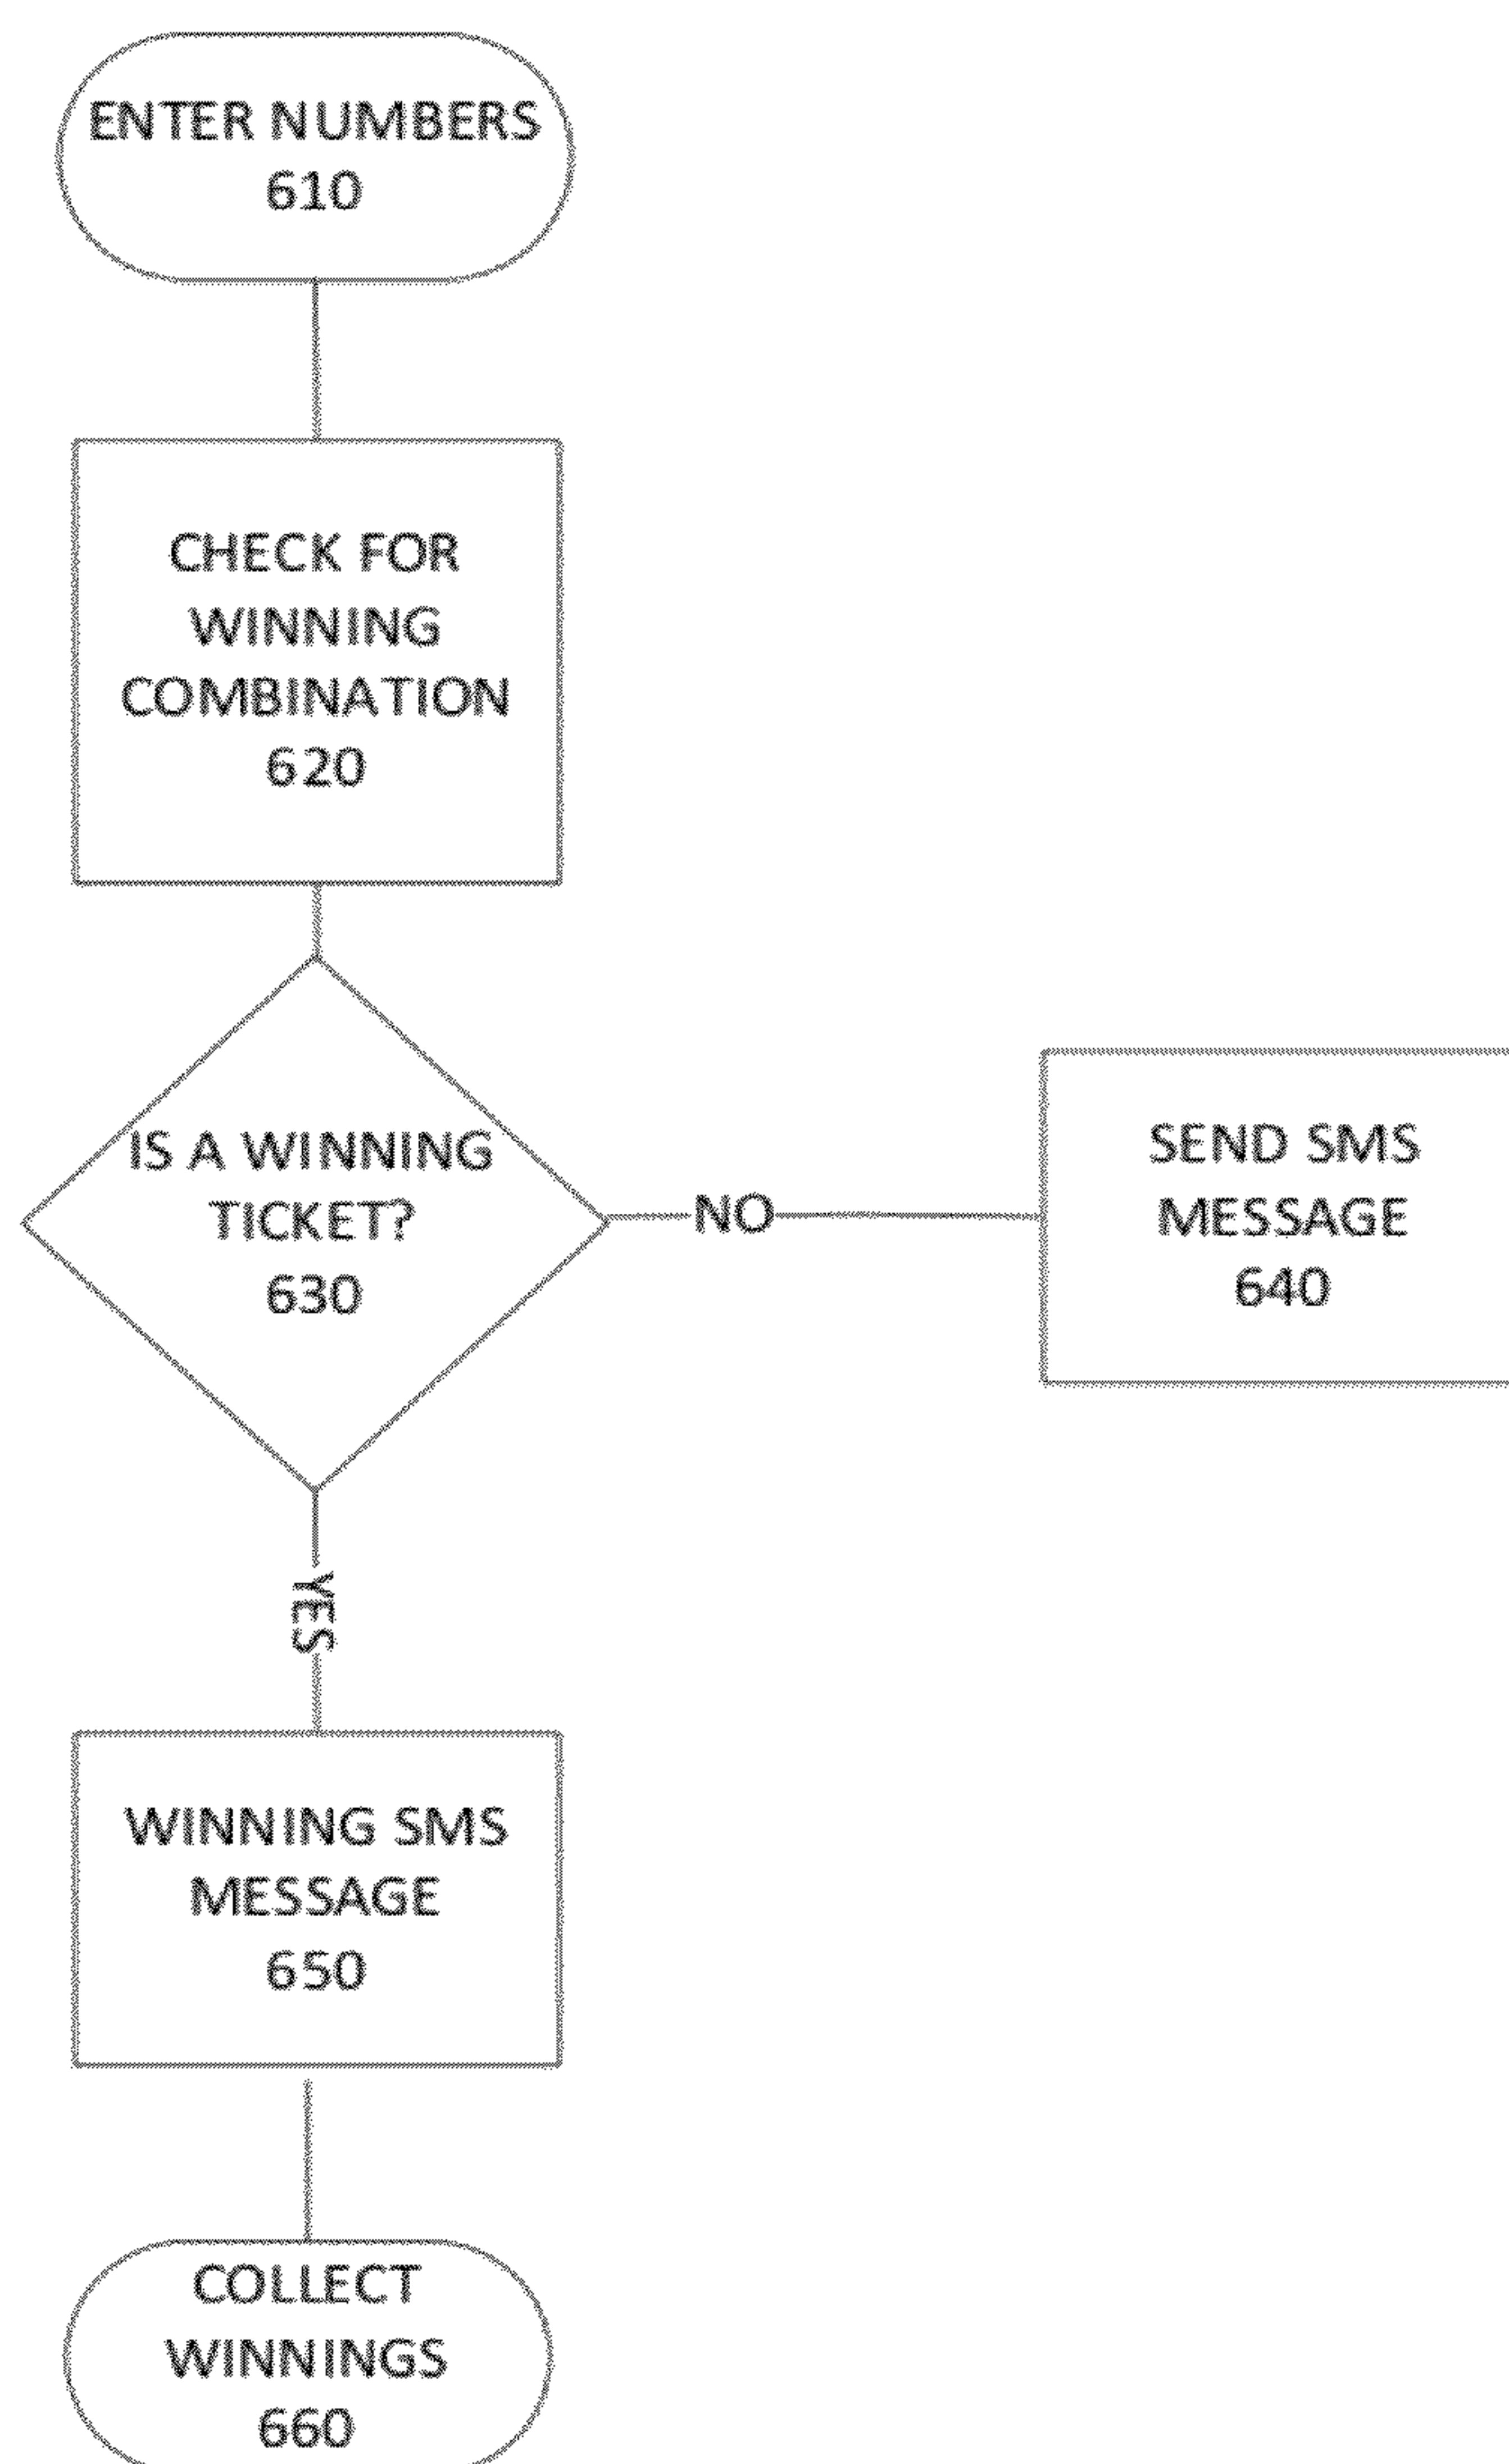 ENTER NUMBERS
610
CHECK FOR
WINNING
COMBINATION
620
IS A WINNING
TICKET?
630
NO
SEND SMS
MESSAGE
640
YES
WINNING SMS
MESSAGE
650
COLLECT
WINNINGS
660